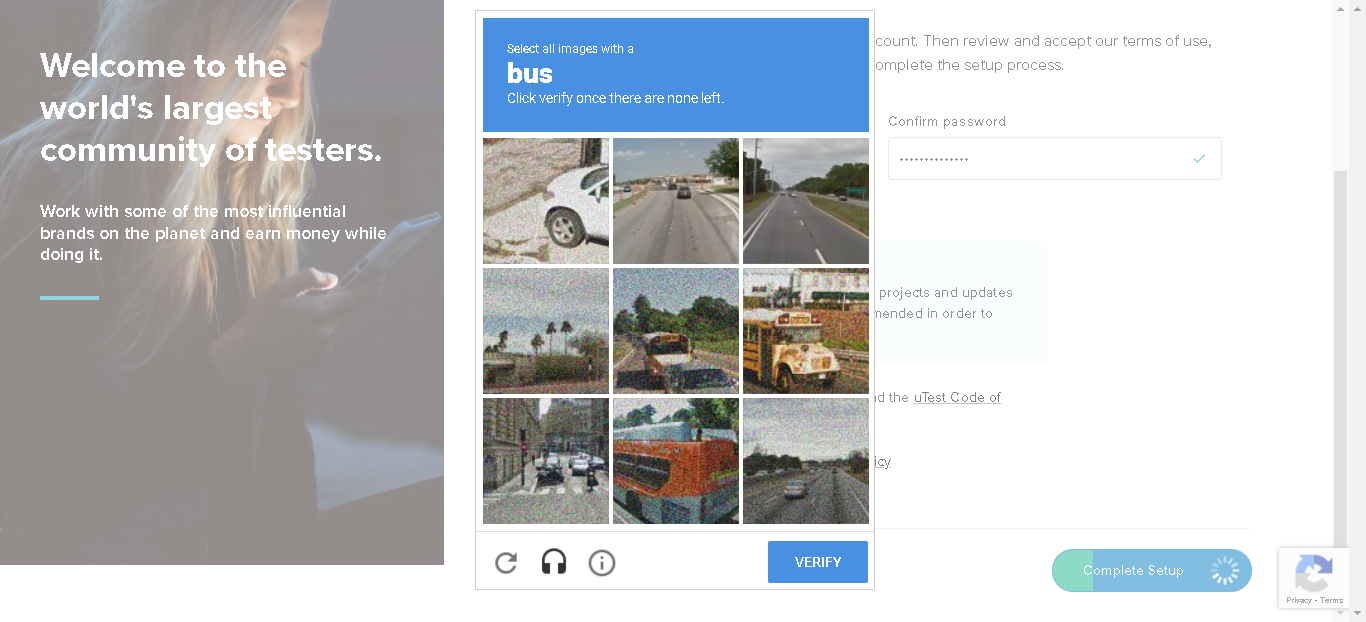 Welcome to the
world's largest
community of testers.
Work with some of the most influential
brands on the planet and earn money while
doing it.
Select all images with a
bus
Click verify once there are none left.
VERIFY
count. Then review and accept our terms of use,
omplete the setup process.
Confirm password
••••••••••••••
projects and updates
mended in order to
nd the uTest Code of
icy
Complete Setup
Privacy - Terms